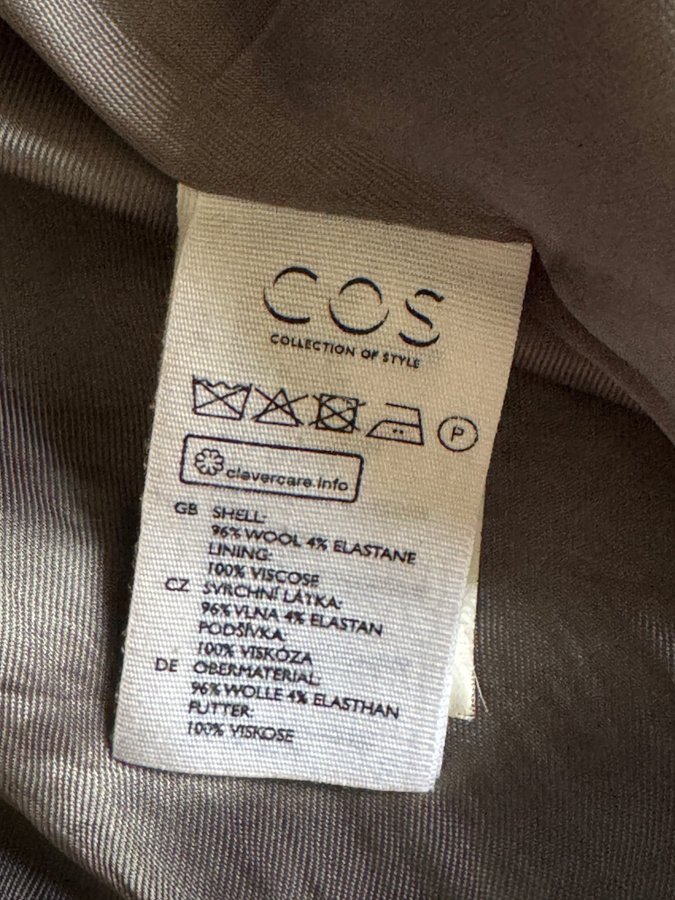 COS
COLLECTION OF STYLE
P
clevercare.info
GB SHELL:
96% WOOL 4% ELASTANE
LINING:
100% VISCOSE
CZ SVRCHNÍ LÁTKA:
96% VLNA 4% ELASTAN
PODŠÍVKA:
100% VISKÓZA
DE OBERMATERIAL:
96% WOLLE 4% ELASTHAN
FUTTER:
100% VISKOSE